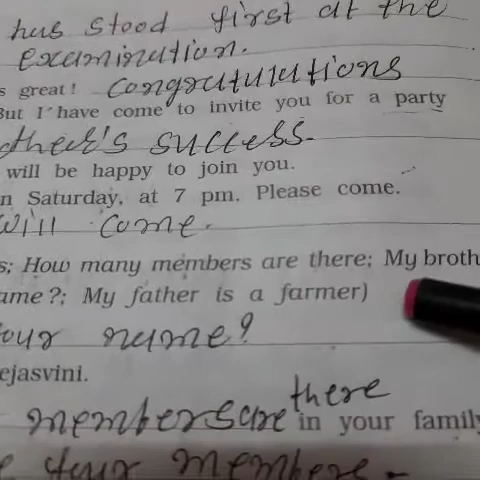 has stood first at the
examination.
s great! Congratulations
But I have come to invite you for a party
other's success.
will be happy to join you.
n Saturday, at 7 pm. Please come.
will come.
s; How many members are there; My broth
ame?; My father is a farmer)
our name?
ejasvini.
there
members are in your family
e four members.